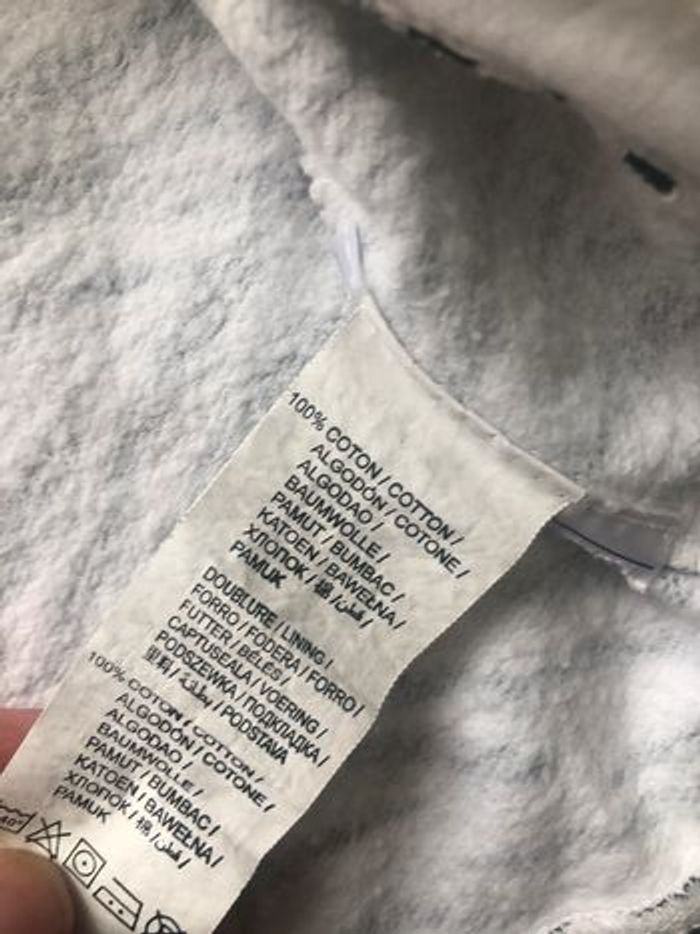 100% COTON / COTTON /
ALGODÓN / COTONE /
ALGODAO /
BAUMWOLLE /
PAMUT / BUMBAC /
KATOEN / BAWEŁNA /
ХЛОПОК / 棉 / قطن /
PAMUK
DOUBLURE / LINING /
FORRO / FODERA / FORRO /
FUTTER / BÉLÉS /
CAPTUSEALA / VOERING /
PODSZEWKA / ПОДКЛАДКА /
里料 / بطانة / PODSTAVA
100% COTON / COTTON /
ALGODÓN / COTONE /
ALGODAO /
BAUMWOLLE /
PAMUT / BUMBAC /
KATOEN / BAWEŁNA /
ХЛОПОК / 棉 / قطن /
PAMUK
40°